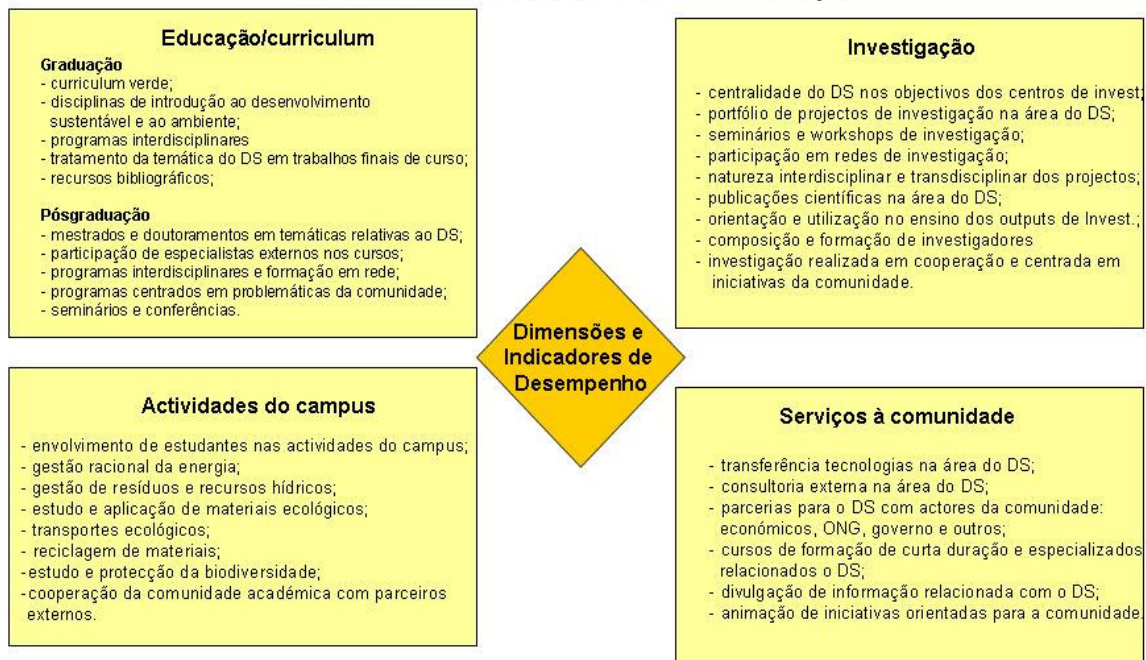 Educação/curriculum
Graduação
- curriculum verde;
- disciplinas de introdução ao desenvolvimento
sustentável e ao ambiente;
- programas interdisciplinares
- tratamento da temática do DS em trabalhos finais de curso;
- recursos bibliográficos;
Pósgraduação
- mestrados e doutoramentos em temáticas relativas ao DS;
- participação de especialistas externos nos cursos;
- programas interdisciplinares e formação em rede;
- programas centrados em problemáticas da comunidade;
- seminários e conferências.
Investigação
- centralidade do DS nos objectivos dos centros de invest;
- portfólio de projectos de investigação na área do DS;
- seminários e workshops de investigação;
- participação em redes de investigação;
- natureza interdisciplinar e transdisciplinar dos projectos;
- publicações científicas na área do DS;
- orientação e utilização no ensino dos outputs de Invest.;
- composição e formação de investigadores
- investigação realizada em cooperação e centrada em
iniciativas da comunidade.
Dimensões e
Indicadores de
Desempenho
Actividades do campus
- envolvimento de estudantes nas actividades do campus;
- gestão racional da energia;
- gestão de resíduos e recursos hídricos;
- estudo e aplicação de materiais ecológicos;
- transportes ecológicos;
- reciclagem de materiais;
-estudo e protecção da biodiversidade;
-cooperação da comunidade académica com parceiros
externos.
Serviços à comunidade
- transferência tecnologias na área do DS;
- consultoria externa na área do DS;
- parcerias para o DS com actores da comunidade:
económicos, ONG, governo e outros;
- cursos de formação de curta duração e especializados
relacionados o DS;
- divulgação de informação relacionada com o DS;
- animação de iniciativas orientadas para a comunidade.